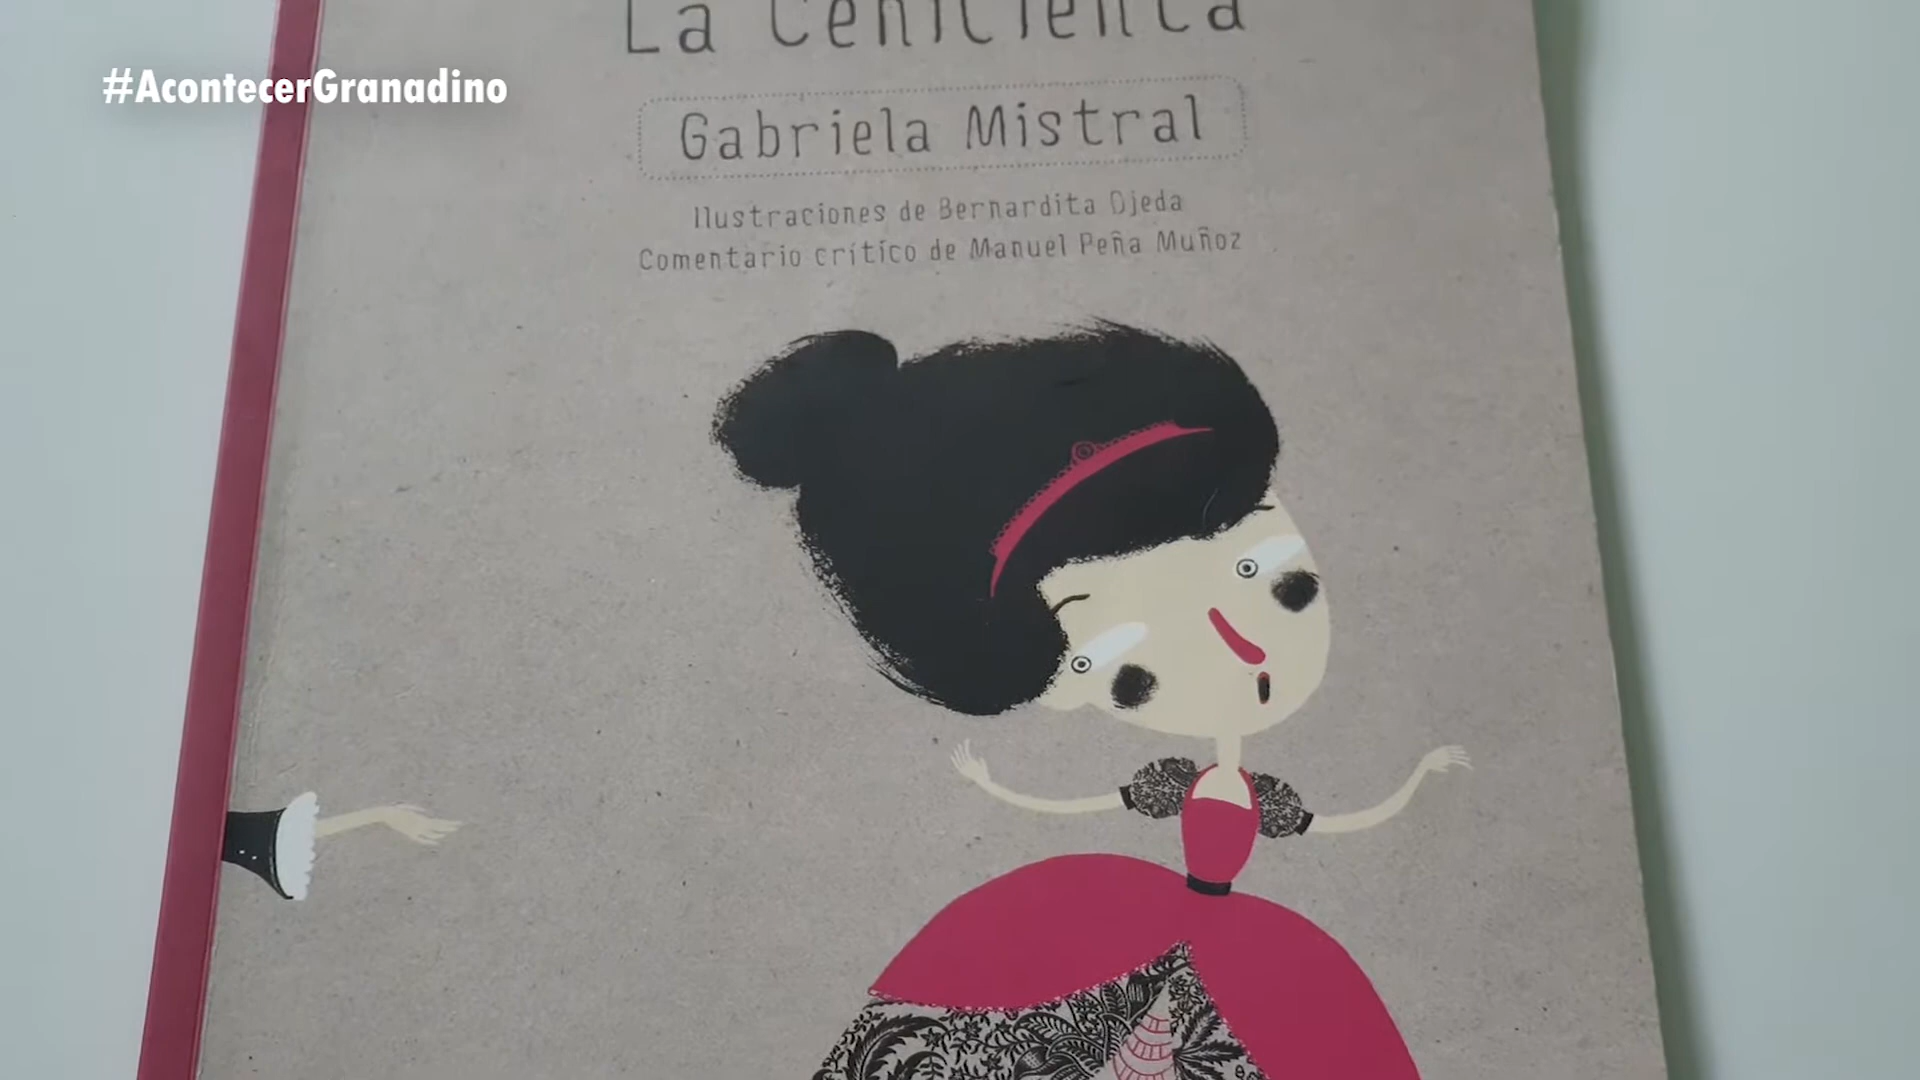 La Cenicienta
#AcontecerGranadino
Gabriela Mistral
Ilustraciones de Bernardita Ojeda
Comentario crítico de Manuel Peña Muñoz